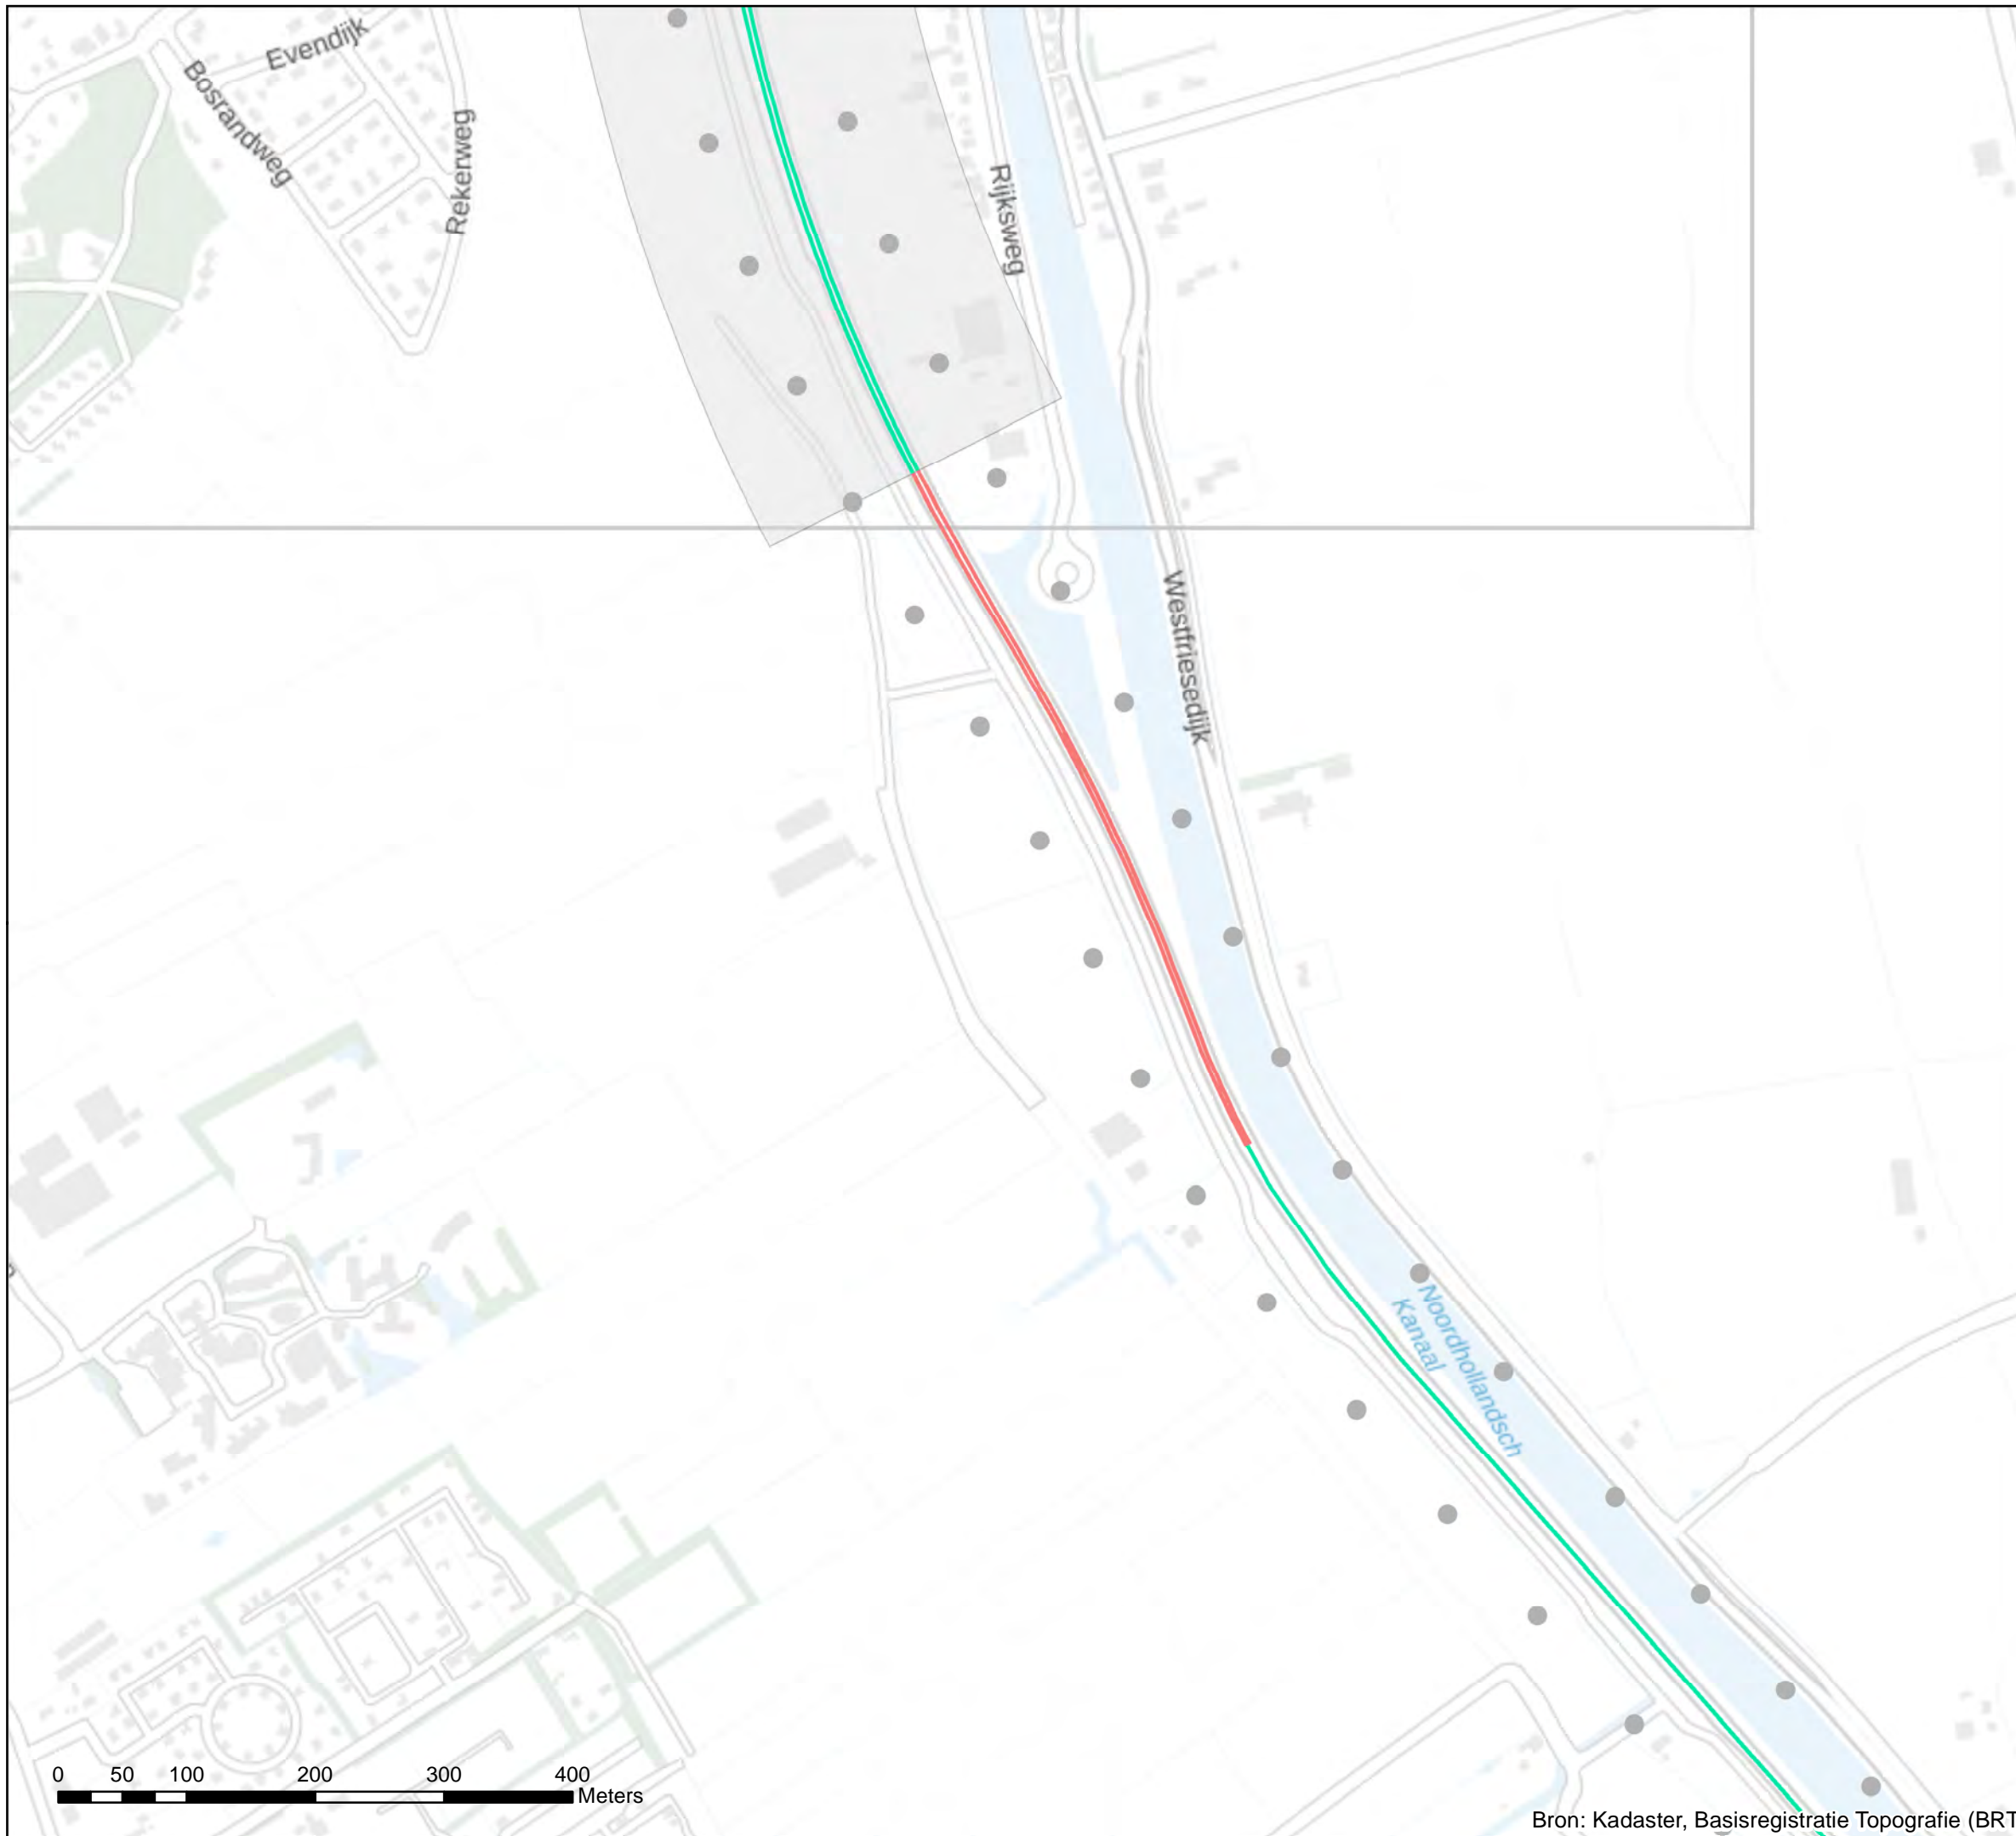 Evendijk
Bosrandweg
Rekerweg
Rijksweg
Westfriesedijk
Noordhollandsch
Kanaal
0 50 100 200 300 400
Meters
Bron: Kadaster, Basisregistratie Topografie (BRT